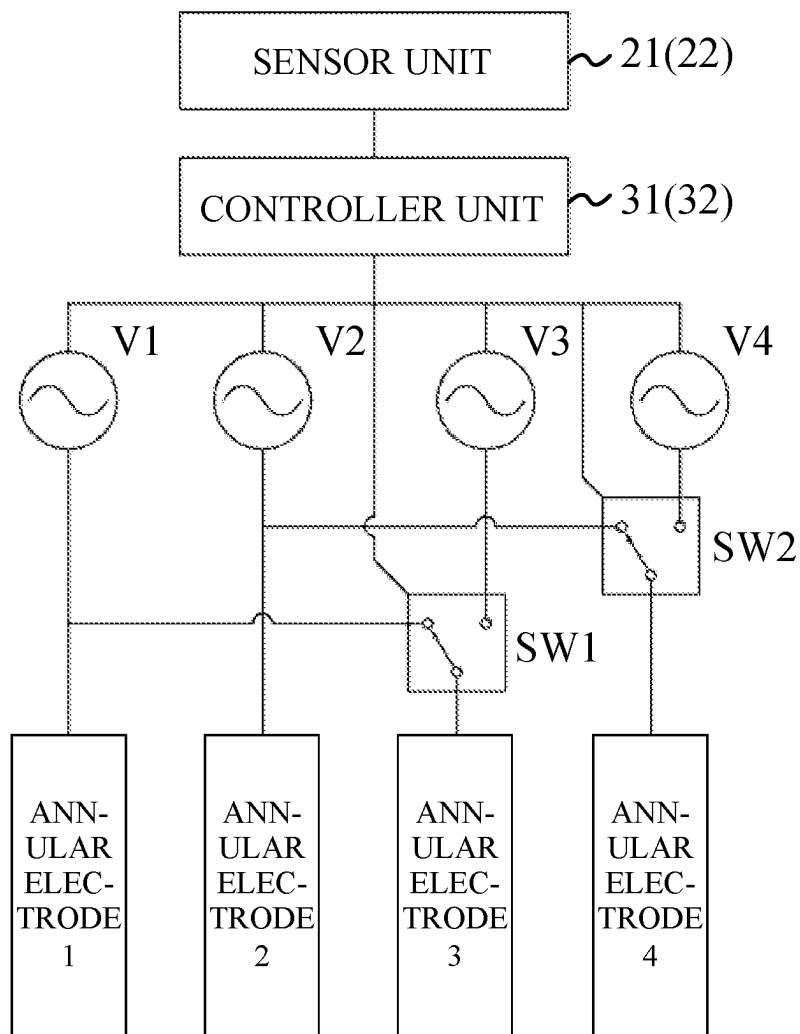 SENSOR UNIT
21(22)
CONTROLLER UNIT
31(32)
V1
V2
V3
V4
SW2
SW1
ANN-
ULAR
ELEC-
TRODE
1
ANN-
ULAR
ELEC-
TRODE
2
ANN-
ULAR
ELEC-
TRODE
3
ANN-
ULAR
ELEC-
TRODE
4